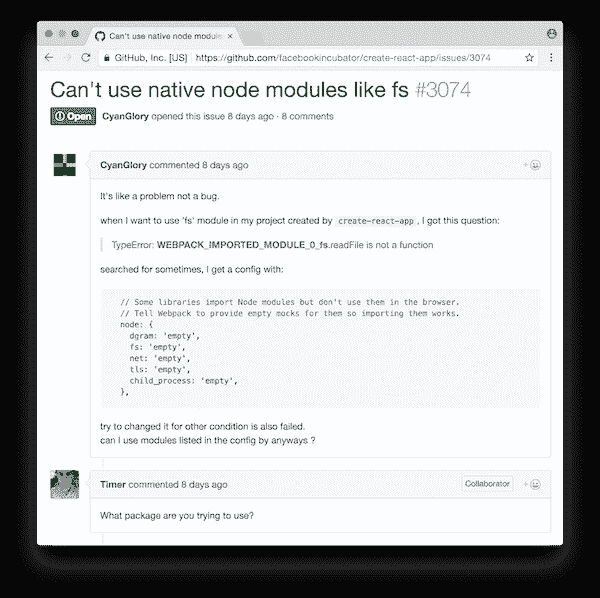 Can't use native node module
GitHub, Inc. [US] https://github.com/facebookincubator/create-react-app/issues/3074
Can't use native node modules like fs #3074
Open CyanGlory opened this issue 8 days ago · 8 comments
CyanGlory commented 8 days ago
It's like a problem not a bug.
when I want to use 'fs' module in my project created by create-react-app, I got this question:
TypeError: WEBPACK_IMPORTED_MODULE_0_fs.readFile is not a function
searched for sometimes, I get a config with:
// Some libraries import Node modules but don't use them in the browser.
// Tell Webpack to provide empty mocks for them so importing them works.
node: {
dgram: 'empty',
fs: 'empty',
net: 'empty',
tls: 'empty',
child_process: 'empty',
},
try to changed it for other condition is also failed.
can I use modules listed in the config by anyways ?
Timer commented 8 days ago Collaborator
What package are you trying to use?